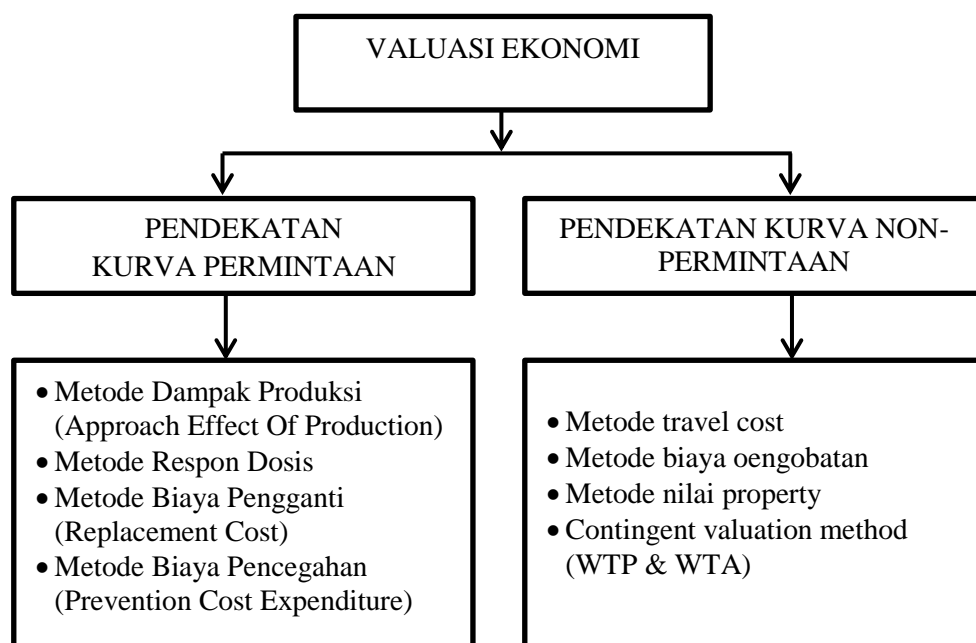 VALUASI EKONOMI
PENDEKATAN
KURVA PERMINTAAN
PENDEKATAN KURVA NON-
PERMINTAAN
• Metode Dampak Produksi
(Approach Effect Of Production)
• Metode Respon Dosis
• Metode Biaya Pengganti
(Replacement Cost)
• Metode Biaya Pencegahan
(Prevention Cost Expenditure)
• Metode travel cost
• Metode biaya oengobatan
• Metode nilai property
• Contingent valuation method
(WTP & WTA)